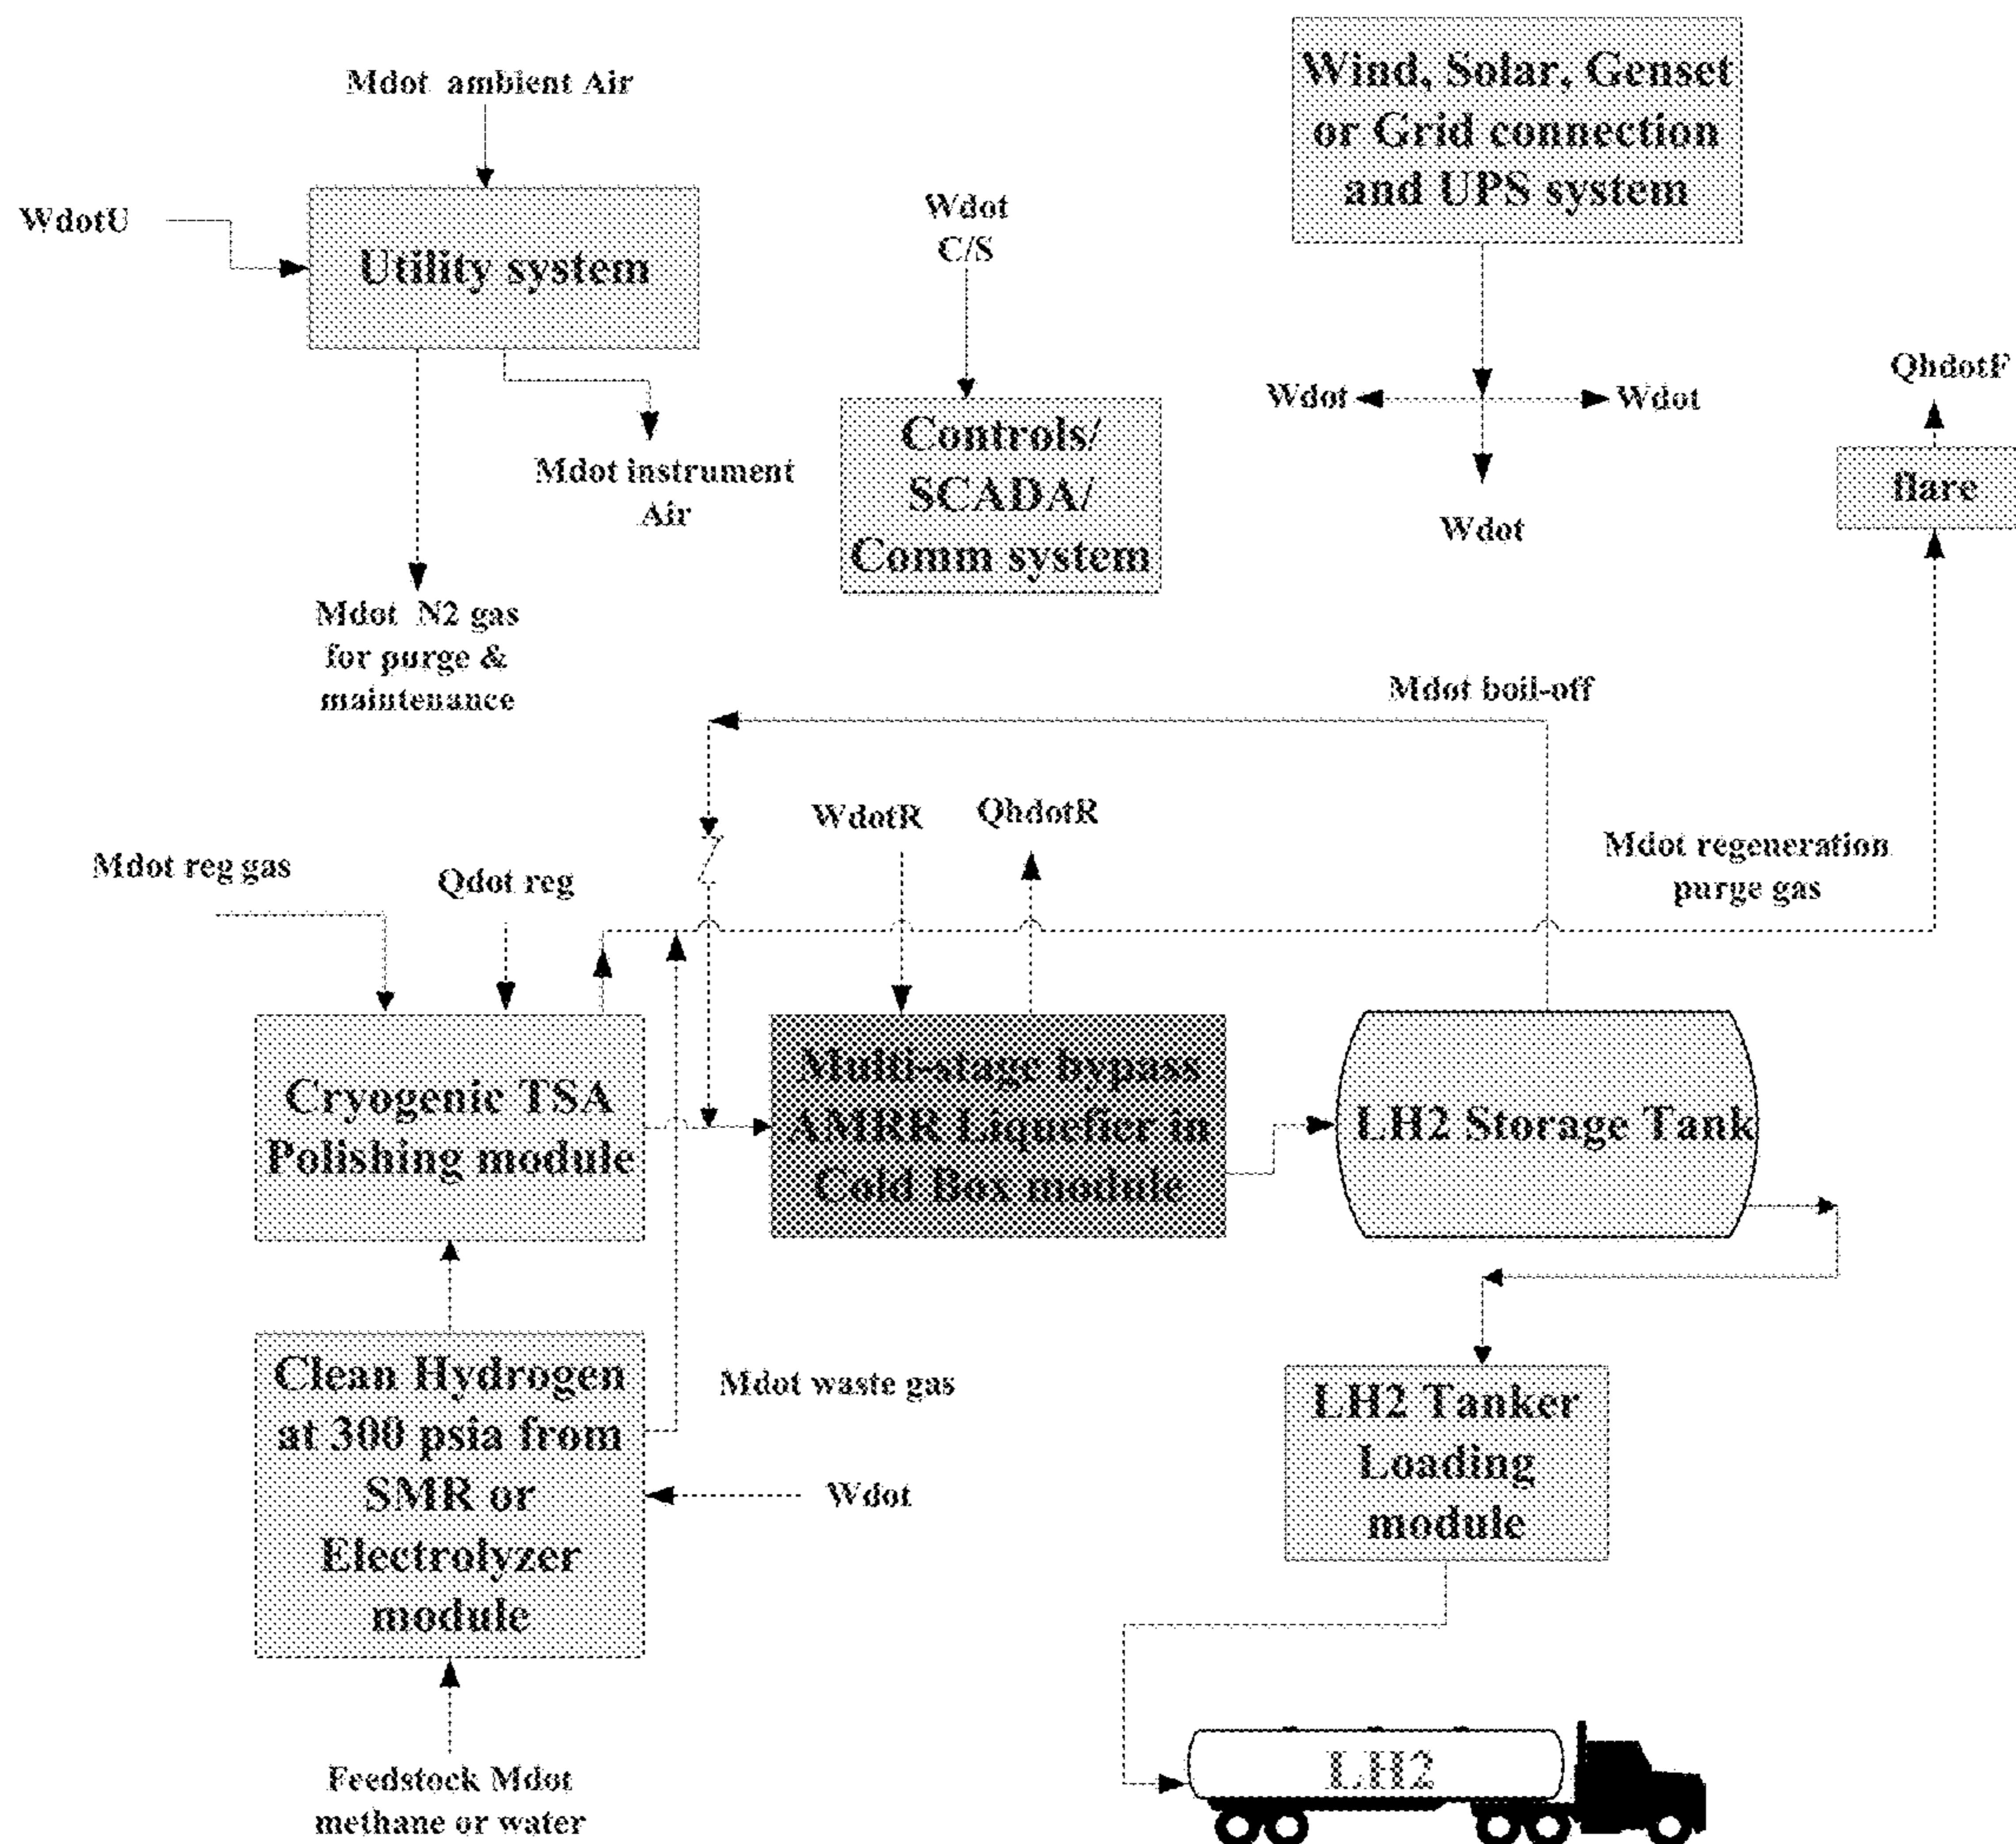 Mdot ambient Air
WdotU
Utility system
Mdot instrument
Air
Mdot N2 gas
for purge &
maintenance
Wdot
C/S
Controls/
SCADA/
Comm system
Wind, Solar, Genset
or Grid connection
and UPS system
Wdot
Wdot
Wdot
QhdotF
flare
Mdot boil-off
Mdot regeneration
purge gas
Mdot reg gas
Qdot reg
WdotR
QhdotR
Cryogenic TSA
Polishing module
Multi-stage bypass
AMRR Liquefier in
Cold Box module
LH2 Storage Tank
Clean Hydrogen
at 300 psia from
SMR or
Electrolyzer
module
Mdot waste gas
Wdot
LH2 Tanker
Loading
module
Feedstock Mdot
methane or water
LH2